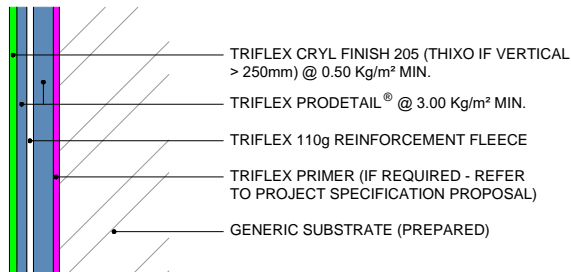 TRIFLEX CRYL FINISH 205 (THIXO IF VERTICAL
> 250mm) @ 0.50 Kg/m² MIN.
TRIFLEX PRODETAIL® @ 3.00 Kg/m² MIN.
TRIFLEX 110g REINFORCEMENT FLEECE
TRIFLEX PRIMER (IF REQUIRED - REFER
TO PROJECT SPECIFICATION PROPOSAL)
GENERIC SUBSTRATE (PREPARED)